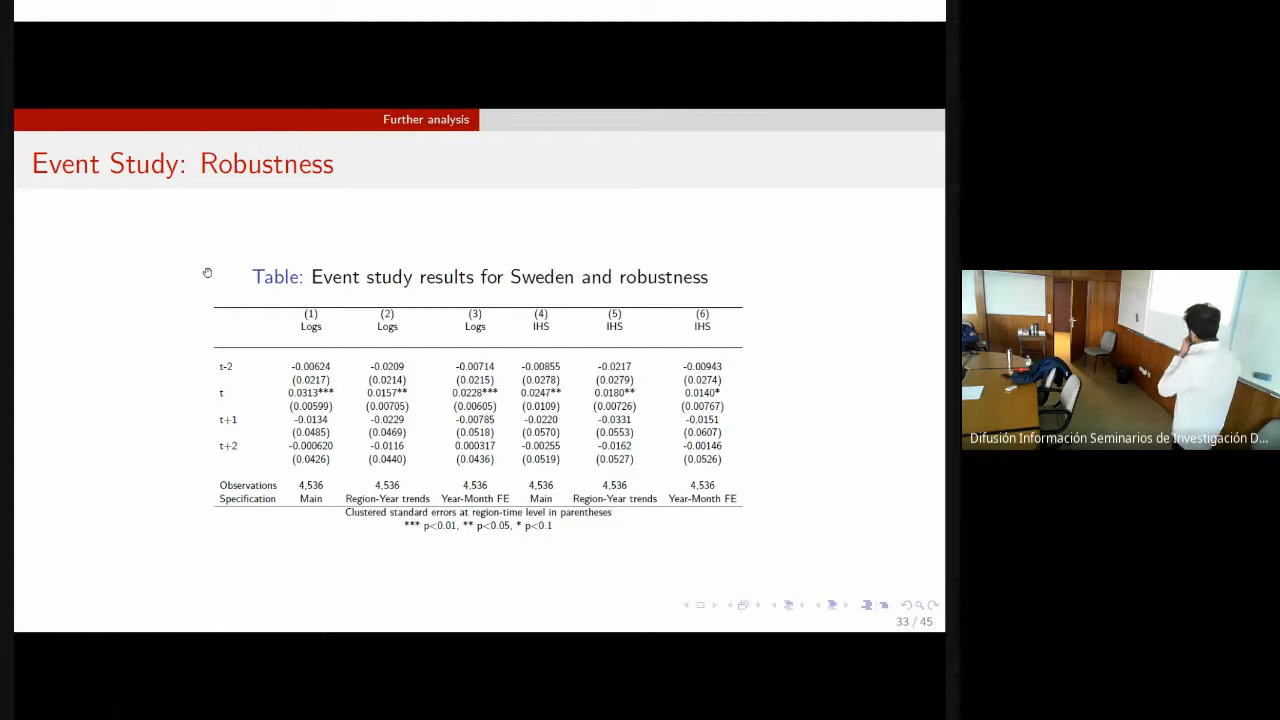 Further analysis
Event Study: Robustness
Table: Event study results for Sweden and robustness
(1) (2) (3) (4) (5) (6)
Logs Logs Logs IHS IHS IHS
t-2 -0.00624 -0.0209 -0.00714 -0.00855 -0.0217 -0.00943
(0.0217) (0.0214) (0.0215) (0.0278) (0.0279) (0.0274)
t 0.0313*** 0.0157** 0.0228*** 0.0247** 0.0180** 0.0140*
(0.00599) (0.00705) (0.00605) (0.0109) (0.00726) (0.00767)
t+1 -0.0134 -0.0229 -0.00785 -0.0220 -0.0331 -0.0151
(0.0485) (0.0469) (0.0518) (0.0570) (0.0553) (0.0607)
t+2 -0.000620 -0.0116 0.000317 -0.00255 -0.0162 -0.00146
(0.0426) (0.0440) (0.0436) (0.0519) (0.0527) (0.0526)
Observations 4,536 4,536 4,536 4,536 4,536 4,536
Specification Main Region-Year trends Year-Month FE Main Region-Year trends Year-Month FE
Clustered standard errors at region-time level in parentheses
*** p<0.01, ** p<0.05, * p<0.1
33 / 45
Difusión Información Seminarios de Investigación D...